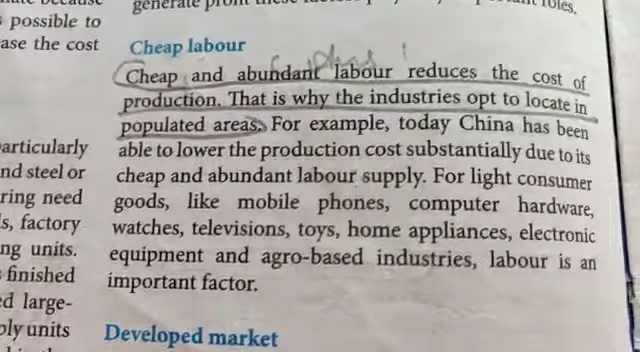 possible to
ase the cost
articularly
nd steel or
ring need
s, factory
ng units.
finished
ed large-
ply units
generate profit these
roles.
Cheap labour
Cheap and abundant labour reduces the cost of
production. That is why the industries opt to locate in
populated areas. For example, today China has been
able to lower the production cost substantially due to its
cheap and abundant labour supply. For light consumer
goods, like mobile phones, computer hardware,
watches, televisions, toys, home appliances, electronic
equipment and agro-based industries, labour is an
important factor.
Developed market